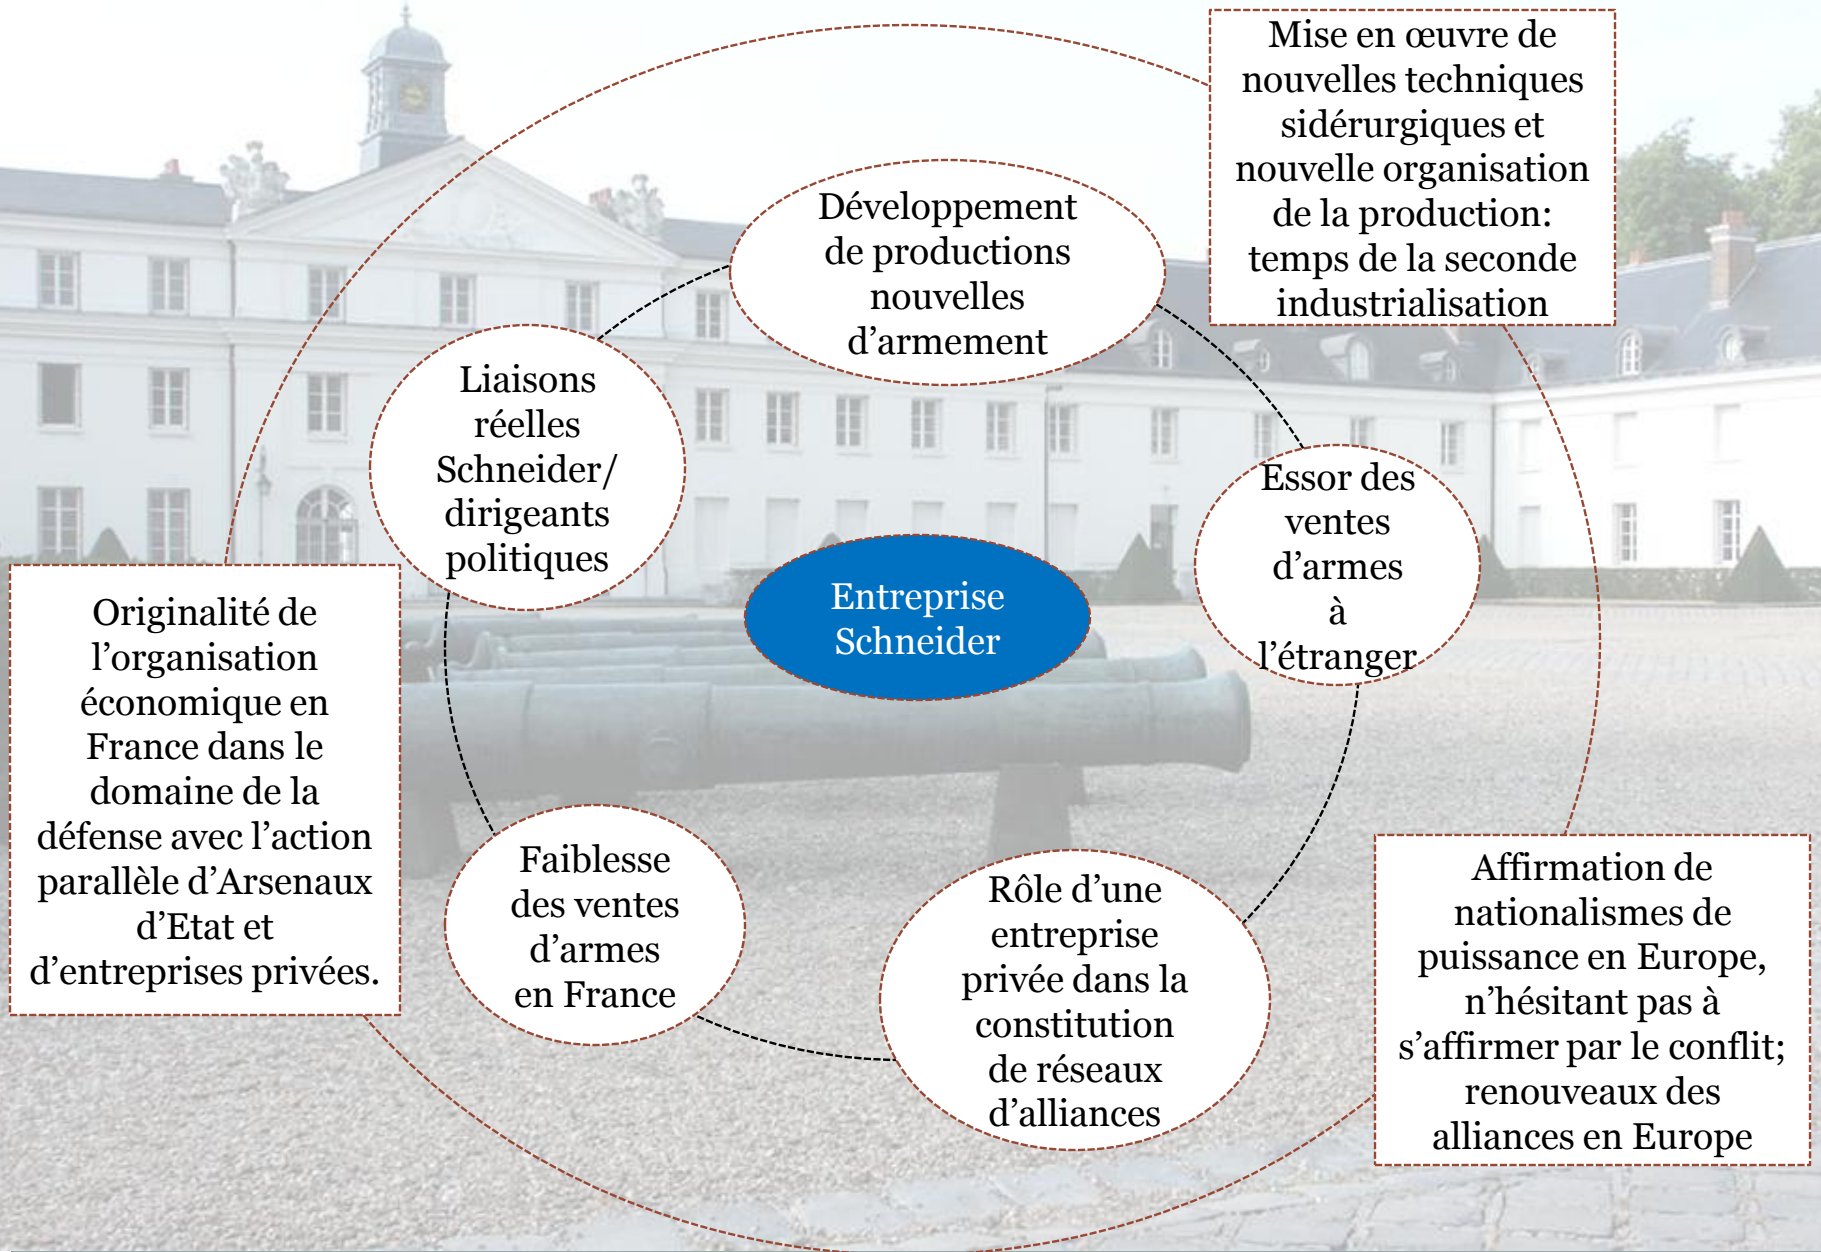 Mise en œuvre de
nouvelles techniques
sidérurgiques et
nouvelle organisation
de la production:
temps de la seconde
industrialisation
Développement
de productions
nouvelles
d’armement
Liaisons
réelles
Schneider/
dirigeants
politiques
Essor des
ventes
d’armes
à
l’étranger
Entreprise
Schneider
Originalité de
l’organisation
économique en
France dans le
domaine de la
défense avec l’action
parallèle d’Arsenaux
d’Etat et
d’entreprises privées.
Faiblesse
des ventes
d’armes
en France
Rôle d’une
entreprise
privée dans la
constitution
de réseaux
d’alliances
Affirmation de
nationalismes de
puissance en Europe,
n’hésitant pas à
s’affirmer par le conflit;
renouveaux des
alliances en Europe